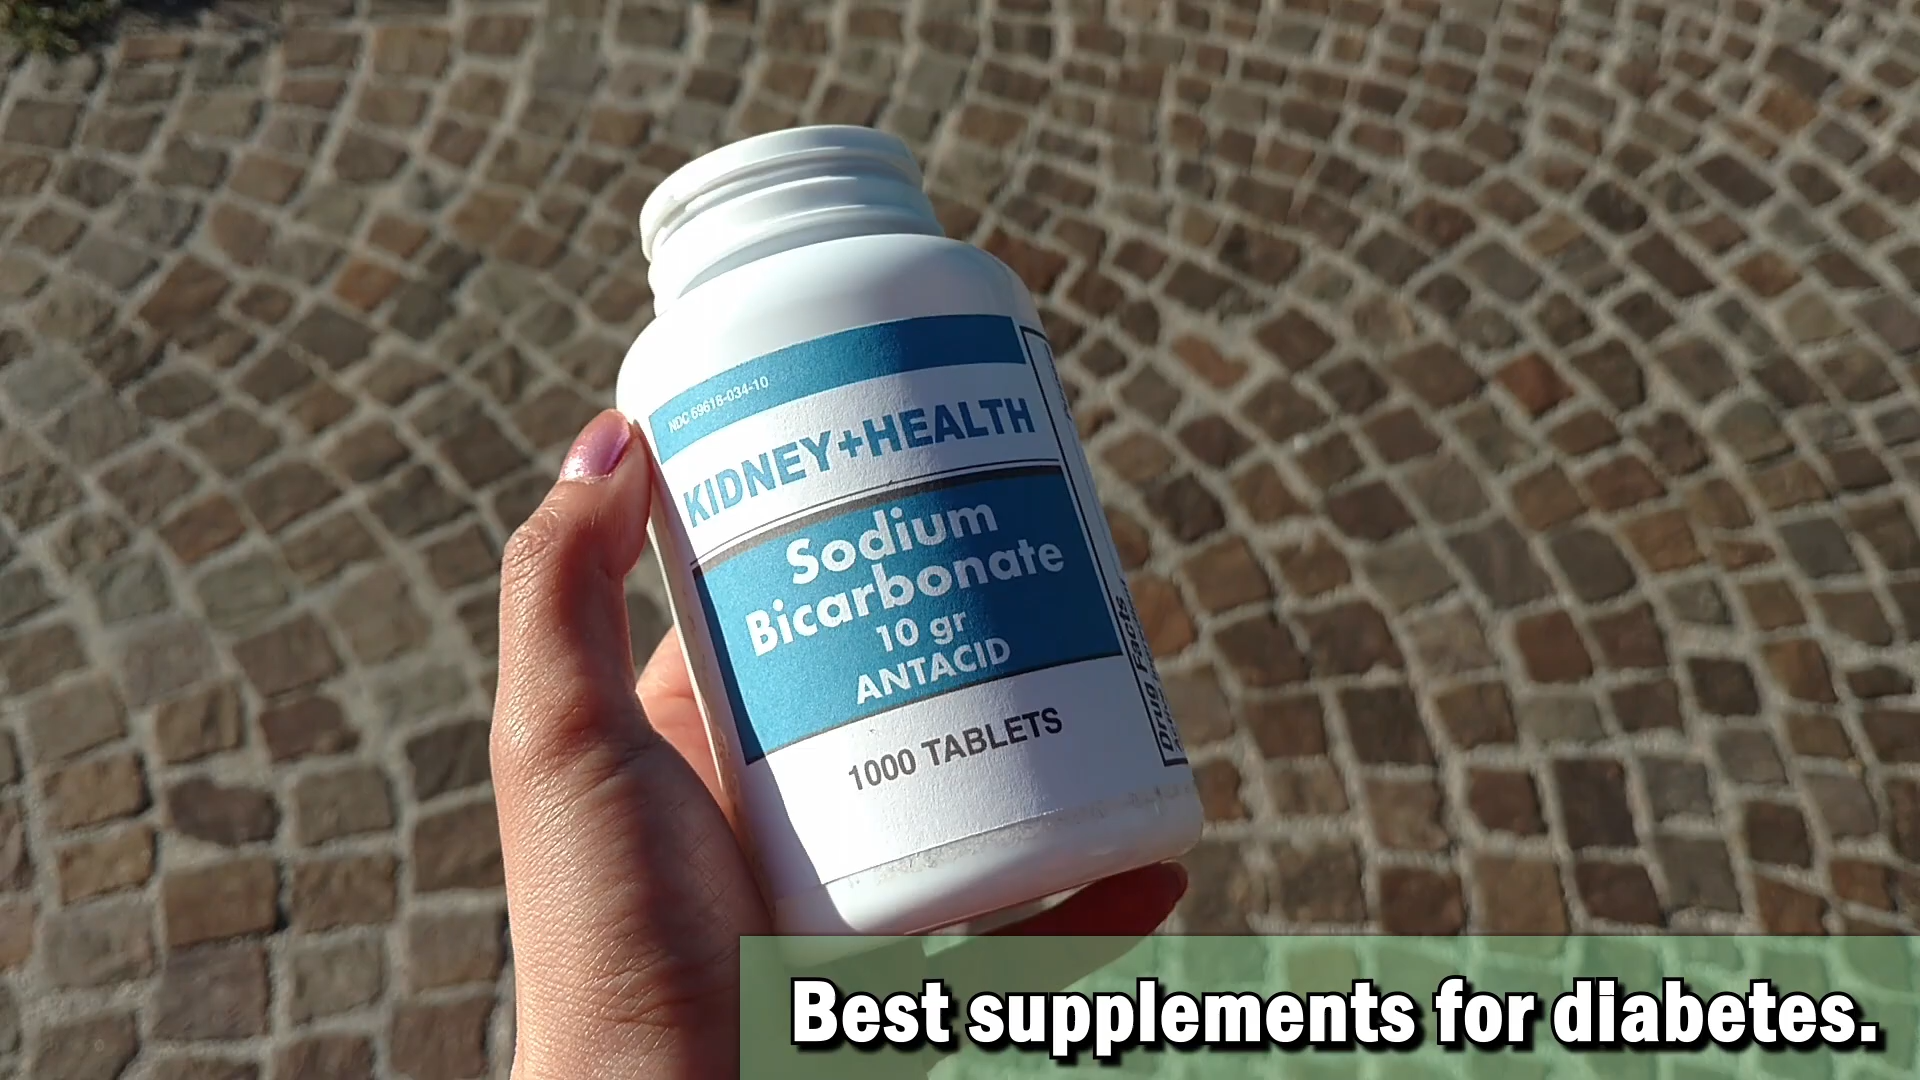 NDC 69618-034-10
KIDNEY+HEALTH
Sodium
Bicarbonate
10 gr
ANTACID
1000 TABLETS
Drug Facts
Best supplements for diabetes.